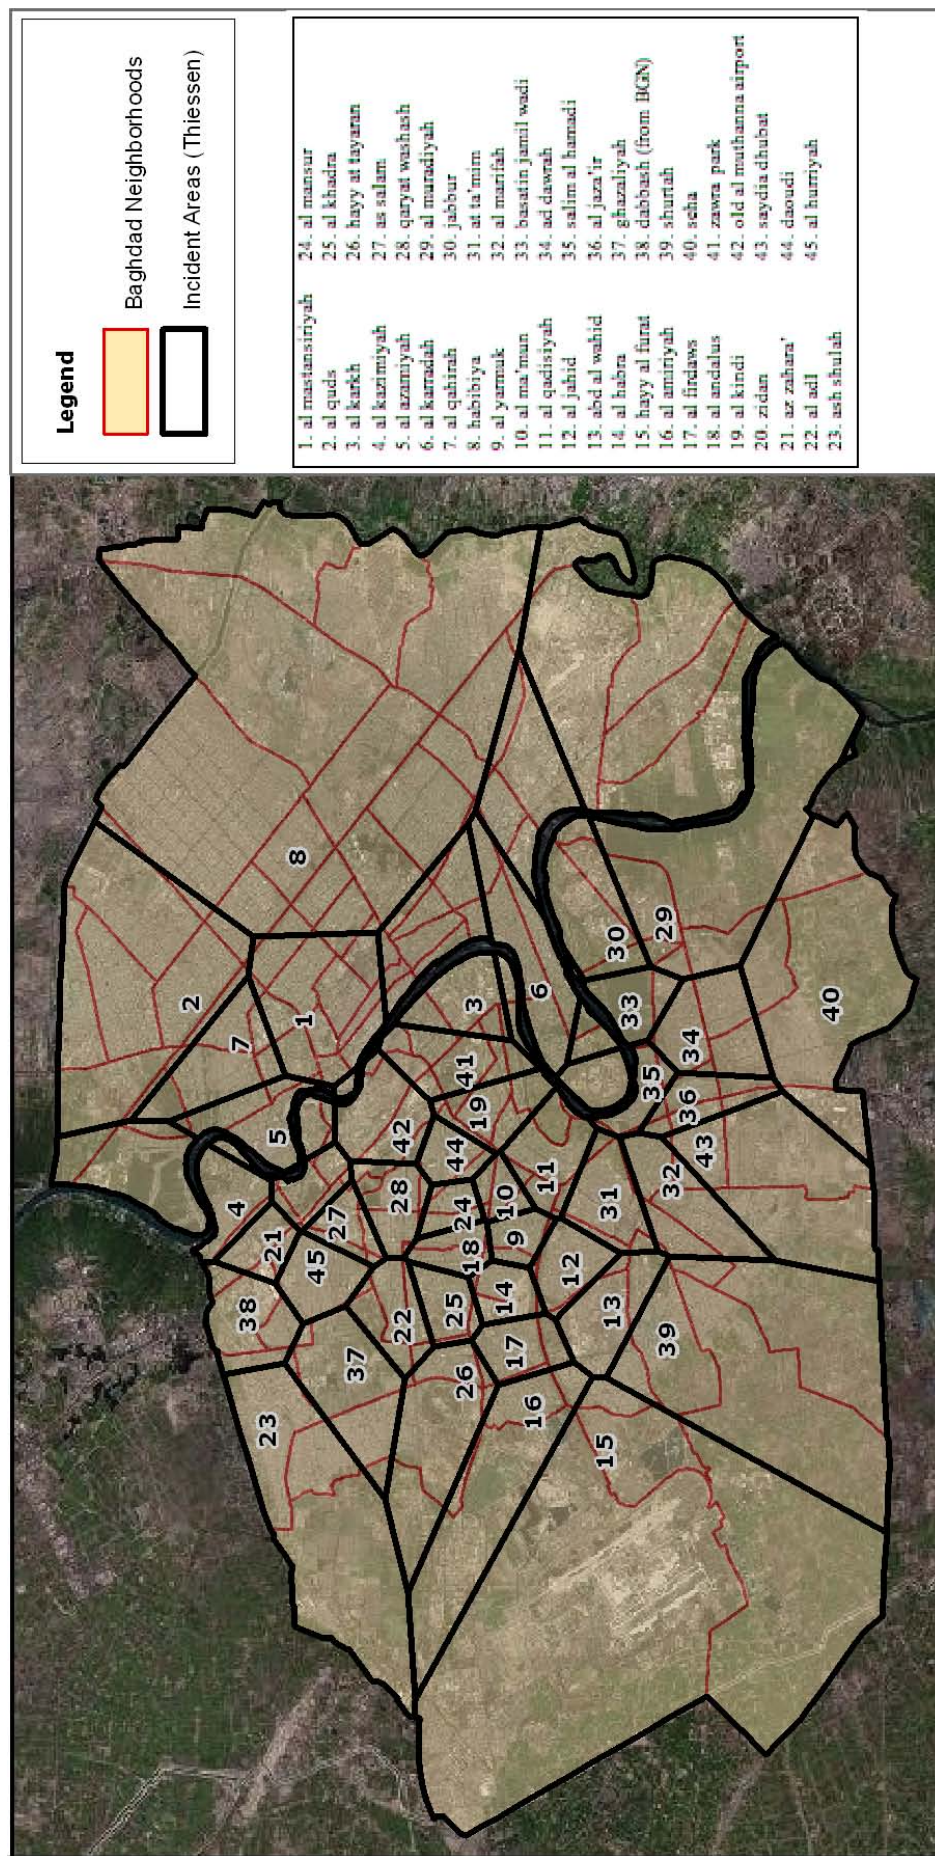 Legend
Baghdad Neighborhoods
Incident Areas (Thiessen)
1. al mastansiriyah
2. al quds
3. al karkh
4. al kazimiyah
5. al azamiyah
6. al karradah
7. al qahirah
8. habibiya
9. al yarmuk
10. al ma'mun
11. al qadisiyah
12. al jahid
13. abd al wahid
14. al habra
15. hayy al furat
16. al amiriyah
17. al firdaws
18. al andalus
19. al kindi
20. zidan
21. az zahara'
22. al adl
23. ash shulah
24. al mansur
25. al khadra
26. hayy at tayaran
27. as salam
28. qaryat washash
29. al muradiyah
30. jabbur
31. at ta'mim
32. al marifah
33. basatin jamil wadi
34. ad dawrah
35. salim al hamadi
36. al jaza'ir
37. ghazaliyah
38. dabbash (from BGN)
39. shurtah
40. seha
41. zawra park
42. old al muthanna airport
43. saydia dhubat
44. daoudi
45. al hurriyah
23
38
21
4
5
7
2
1
8
37
45
27
22
28
42
26
25
18
24
44
19
41
3
16
17
14
9
10
11
6
15
13
12
31
33
30
39
32
35
29
43
36
34
40